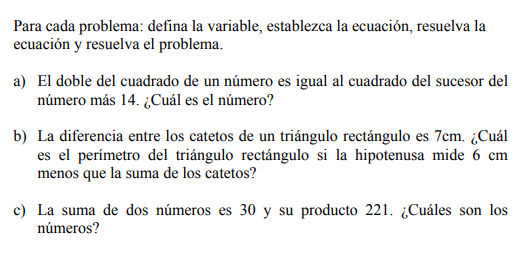 Para cada problema: defina la variable, establezca la ecuación, resuelva la
ecuación y resuelva el problema.
a) El doble del cuadrado de un número es igual al cuadrado del sucesor del
número más 14. ¿Cuál es el número?
b) La diferencia entre los catetos de un triángulo rectángulo es 7cm. ¿Cuál
es el perímetro del triángulo rectángulo si la hipotenusa mide 6 cm
menos que la suma de los catetos?
c) La suma de dos números es 30 y su producto 221. ¿Cuáles son los
números?